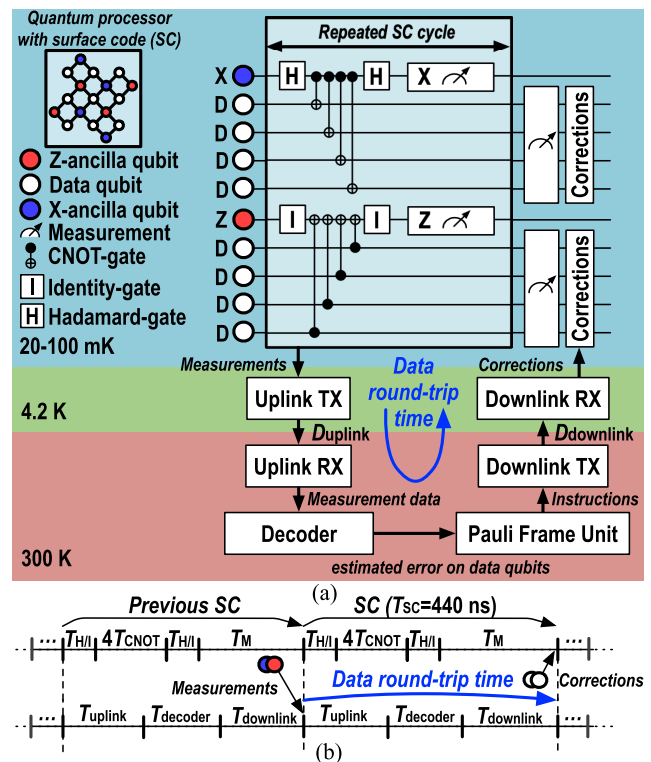 Quantum processor
with surface code (SC)
Z-ancilla qubit
Data qubit
X-ancilla qubit
Measurement
CNOT-gate
I Identity-gate
H Hadamard-gate
20-100 mK
Repeated SC cycle
X H H X
D
D
D
D
Z I I Z
D
D
D
D
Corrections
Corrections
Measurements
Data
round-trip
time
Corrections
4.2 K
Uplink TX
Downlink RX
Duplink
Ddownlink
Uplink RX
Downlink TX
Measurement data
Instructions
Decoder
Pauli Frame Unit
300 K
estimated error on data qubits
(a)
Previous SC
SC (TSC=440 ns)
... TH/I 4TCNOT TH/I TM TH/I 4TCNOT TH/I TM ...
Measurements
Data round-trip time
Corrections
... Tuplink Tdecoder Tdownlink Tuplink Tdecoder Tdownlink ...
(b)